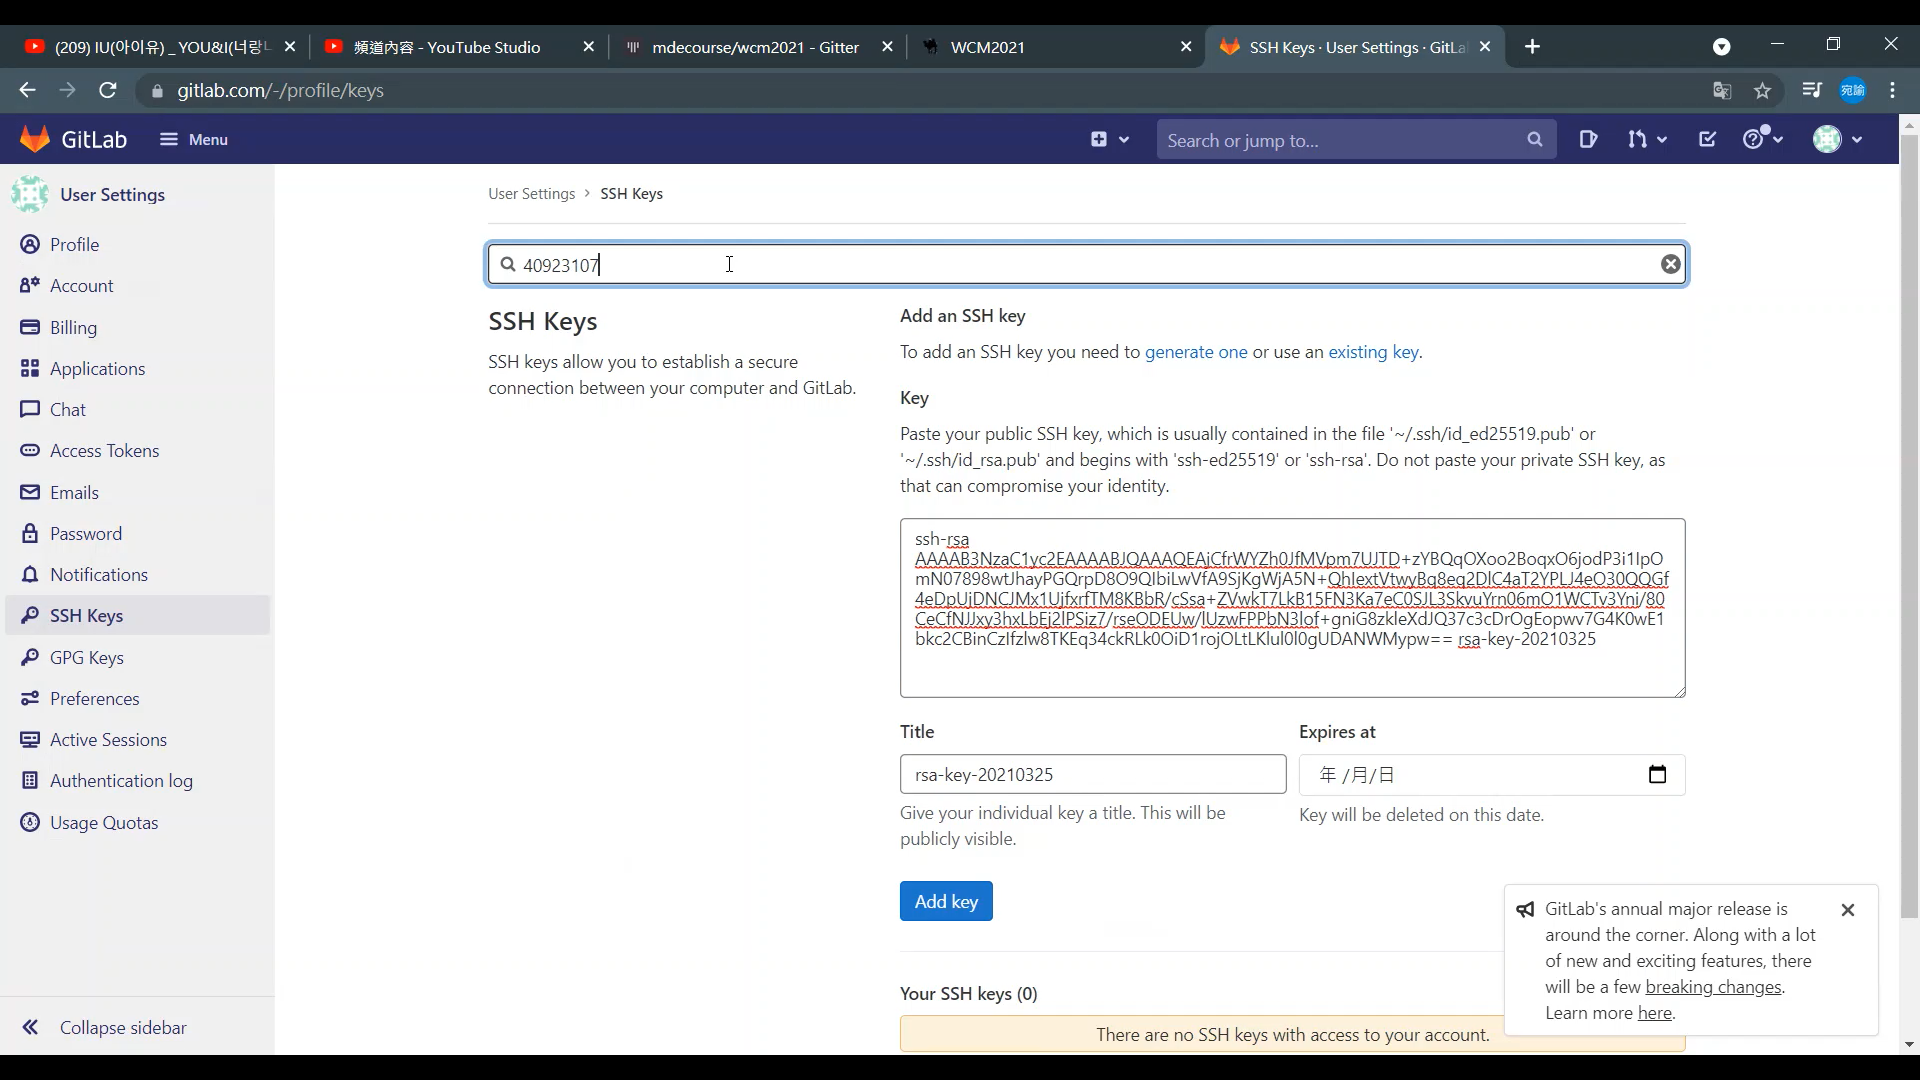 (209) IU(아이유) _ YOU&I(너랑
頻道內容 - YouTube Studio
mdecourse/wcm2021 - Gitter
WCM2021
SSH Keys · User Settings · GitLa
gitlab.com/-/profile/keys
宛諭
GitLab
Menu
Search or jump to...
User Settings
Profile
Account
Billing
Applications
Chat
Access Tokens
Emails
Password
Notifications
SSH Keys
GPG Keys
Preferences
Active Sessions
Authentication log
Usage Quotas
Collapse sidebar
User Settings > SSH Keys
40923107
SSH Keys
SSH keys allow you to establish a secure
connection between your computer and GitLab.
Add an SSH key
To add an SSH key you need to generate one or use an existing key.
Key
Paste your public SSH key, which is usually contained in the file '~/.ssh/id_ed25519.pub' or
'~/.ssh/id_rsa.pub' and begins with 'ssh-ed25519' or 'ssh-rsa'. Do not paste your private SSH key, as
that can compromise your identity.
ssh-rsa
AAAAB3NzaC1yc2EAAAABJQAAAQEAjCfrWYZh0JfMVpm7UJTD+zYBQqOXoo2BoqxO6jodP3i1IpO
mN07898wtJhayPGQrpD8O9QIbiLwVfA9SjKgWjA5N+QhIextVtwyBq8eq2DlC4aT2YPLJ4eO30QQGf
4eDpUjDNCJMx1UjfxrfTM8KBbR/cSsa+ZVwkT7LkB15FN3Ka7eC0SJL3SkvuYrn06mO1WCTv3Yni/80
CeCfNJJxy3hxLbEj2lPSiz7/rseODEUw/lUzwFPPbN3lof+gniG8zkleXdJQ37c3cDrOgEopwv7G4K0wE1
bkc2CBinCzIfzlw8TKEq34ckRLk0OiD1rojOLtLKlul0l0gUDANWMypw== rsa-key-20210325
Title
Expires at
rsa-key-20210325
年 /月/日
Give your individual key a title. This will be
publicly visible.
Key will be deleted on this date.
Add key
Your SSH keys (0)
There are no SSH keys with access to your account.
GitLab's annual major release is
around the corner. Along with a lot
of new and exciting features, there
will be a few breaking changes.
Learn more here.